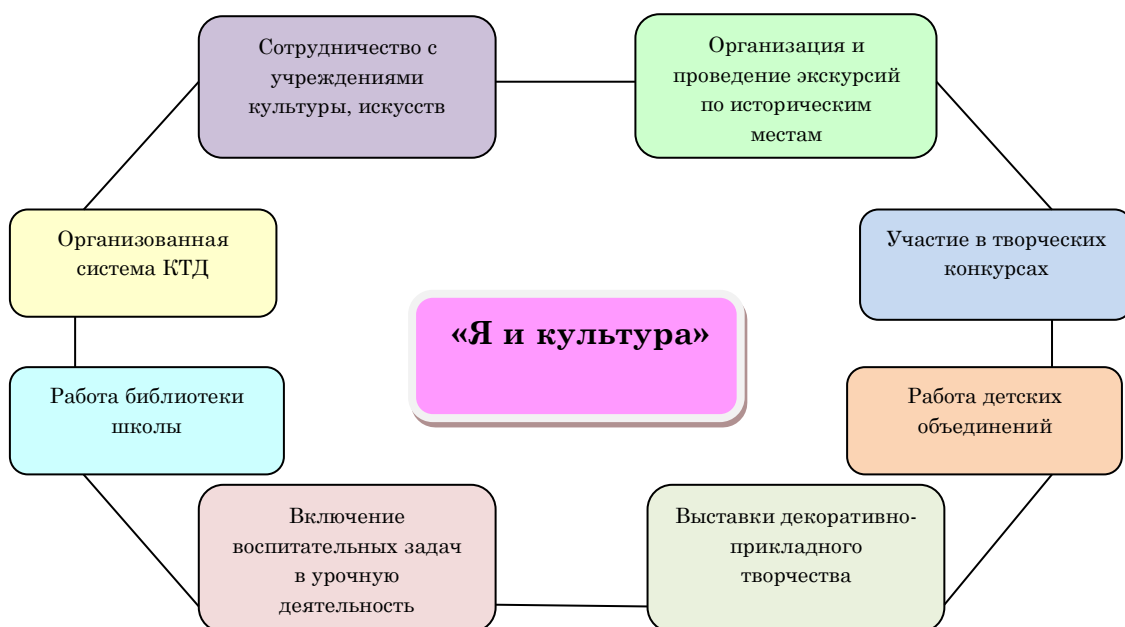 Сотрудничество с
учреждениями
культуры, искусств
Организация и
проведение экскурсий
по историческим
местам
Организованная
система КТД
Участие в творческих
конкурсах
«Я и культура»
Работа библиотеки
школы
Работа детских
объединений
Включение
воспитательных задач
в урочную
деятельность
Выставки декоративно-
прикладного
творчества